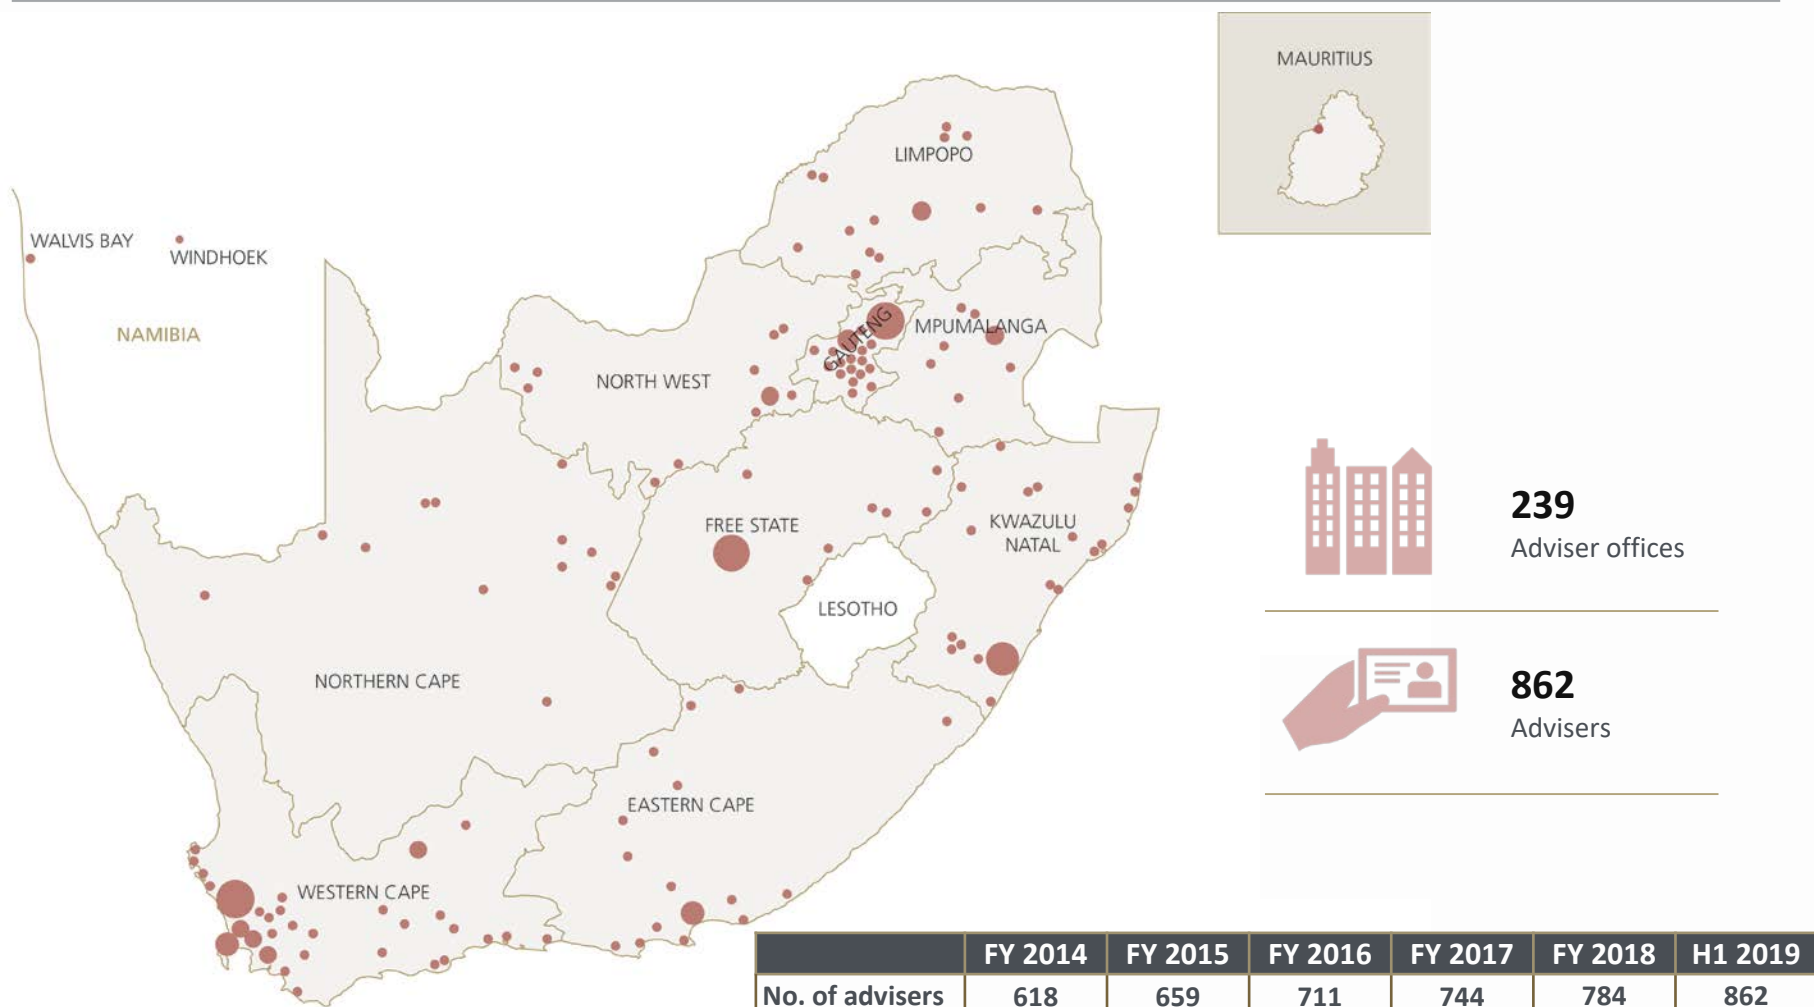 MAURITIUS
LIMPOPO
WALVIS BAY
WINDHOEK
NAMIBIA
GAUTENG
MPUMALANGA
NORTH WEST
FREE STATE
KWAZULU
NATAL
LESOTHO
NORTHERN CAPE
EASTERN CAPE
WESTERN CAPE
239
Adviser offices
862
Advisers
FY 2014 FY 2015 FY 2016 FY 2017 FY 2018 H1 2019
No. of advisers 618 659 711 744 784 862